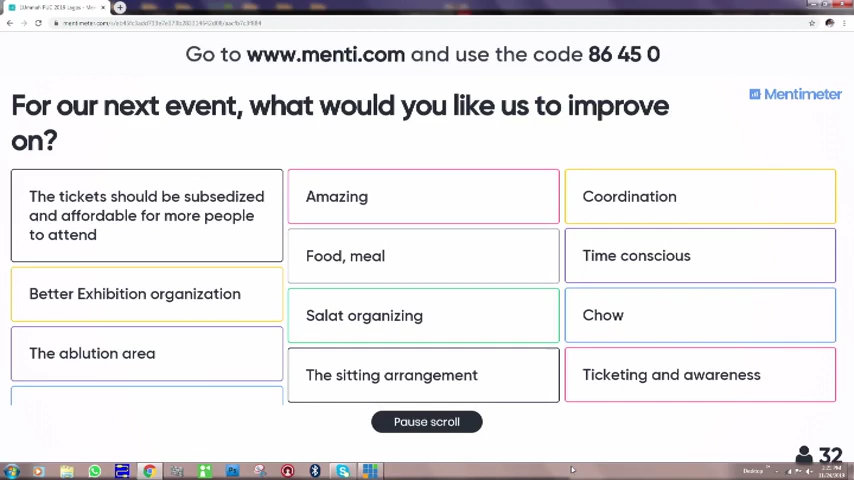 Go to www.menti.com and use the code 86 45 0
Mentimeter
For our next event, what would you like us to improve
on?
The tickets should be subsedized
and affordable for more people
to attend
Better Exhibition organization
The ablution area
Amazing
Food, meal
Salat organizing
The sitting arrangement
Coordination
Time conscious
Chow
Ticketing and awareness
Pause scroll
32
Desktop